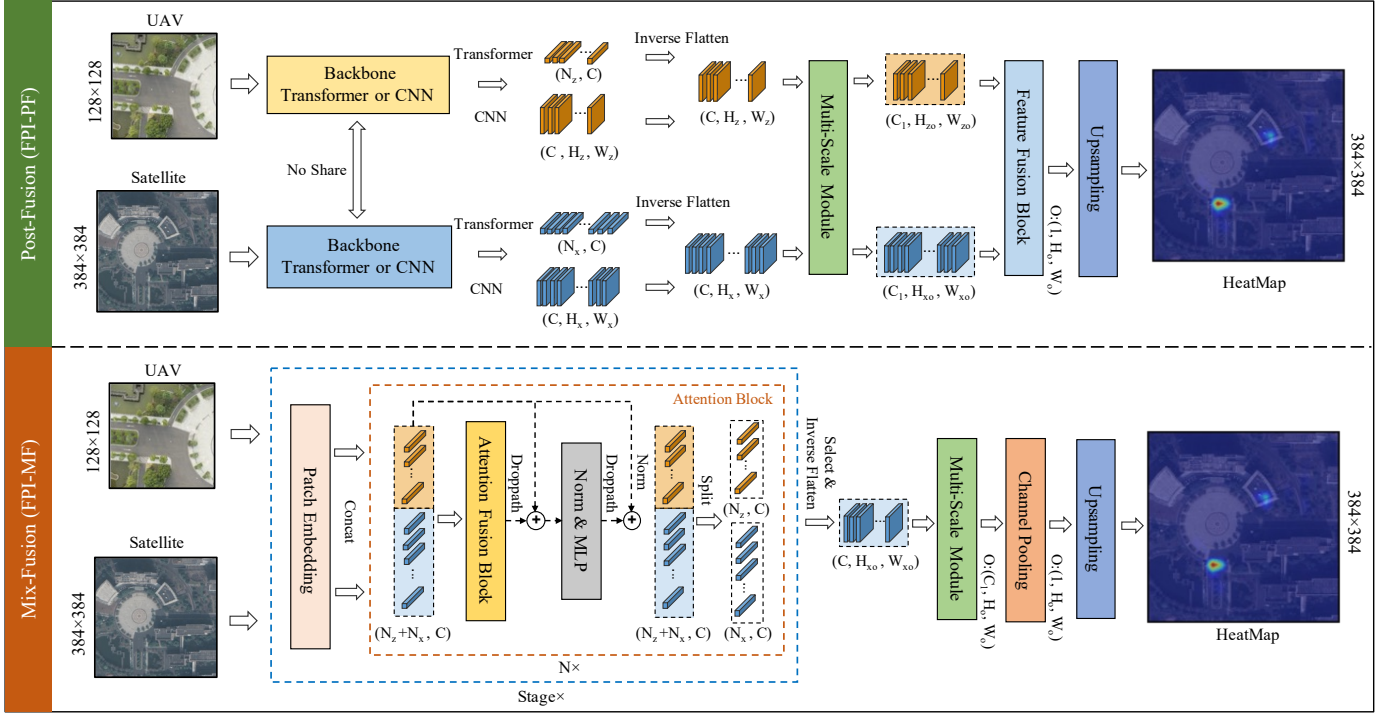 Post-Fusion (FPI-PF)
UAV
128×128
Satellite
384×384
Backbone
Transformer or CNN
No Share
Backbone
Transformer or CNN
Transformer
(N_z, C)
Inverse Flatten
CNN
(C, H_z, W_z)
(C, H_z, W_z)
Transformer
(N_x, C)
Inverse Flatten
CNN
(C, H_x, W_x)
(C, H_x, W_x)
Multi-Scale Module
(C_1, H_zo, W_zo)
(C_1, H_xo, W_xo)
Feature Fusion Block
O:(1, H_o, W_o)
Upsampling
384×384
HeatMap
Mix-Fusion (FPI-MF)
UAV
128×128
Satellite
384×384
Patch Embedding
Concat
Attention Block
(N_z+N_x, C)
Attention Fusion Block
Droppath
+
Norm & MLP
Droppath
+
Norm
(N_z+N_x, C)
Split
(N_z, C)
(N_x, C)
N×
Stage×
Select &
Inverse Flatten
(C, H_xo, W_xo)
Multi-Scale Module
O:(C_1, H_o, W_o)
Channel Pooling
O:(1, H_o, W_o)
Upsampling
384×384
HeatMap